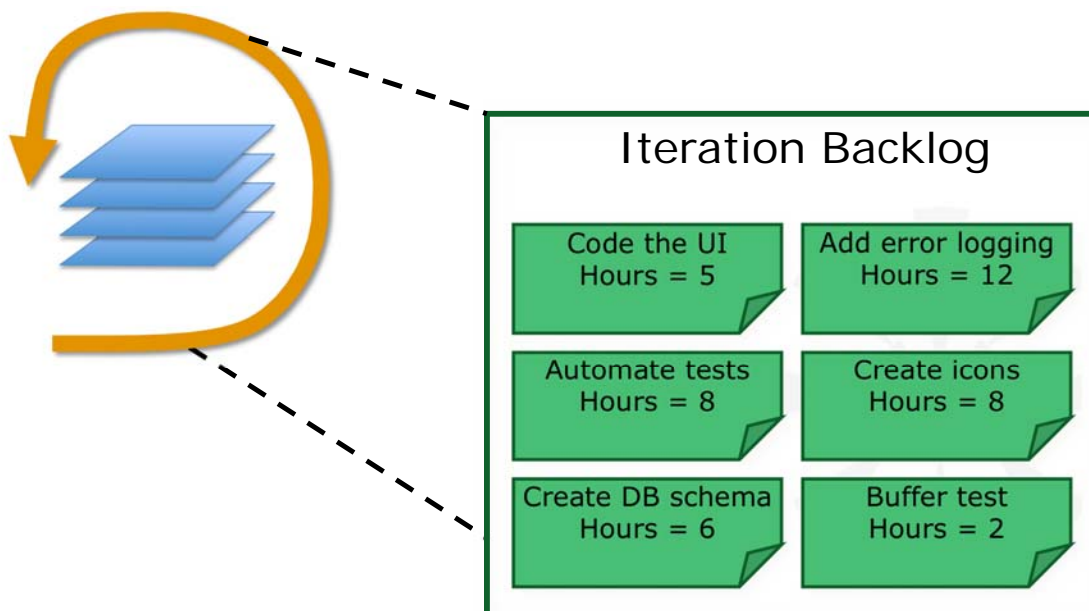 Iteration Backlog
Code the UI
Hours = 5
Add error logging
Hours = 12
Automate tests
Hours = 8
Create icons
Hours = 8
Create DB schema
Hours = 6
Buffer test
Hours = 2